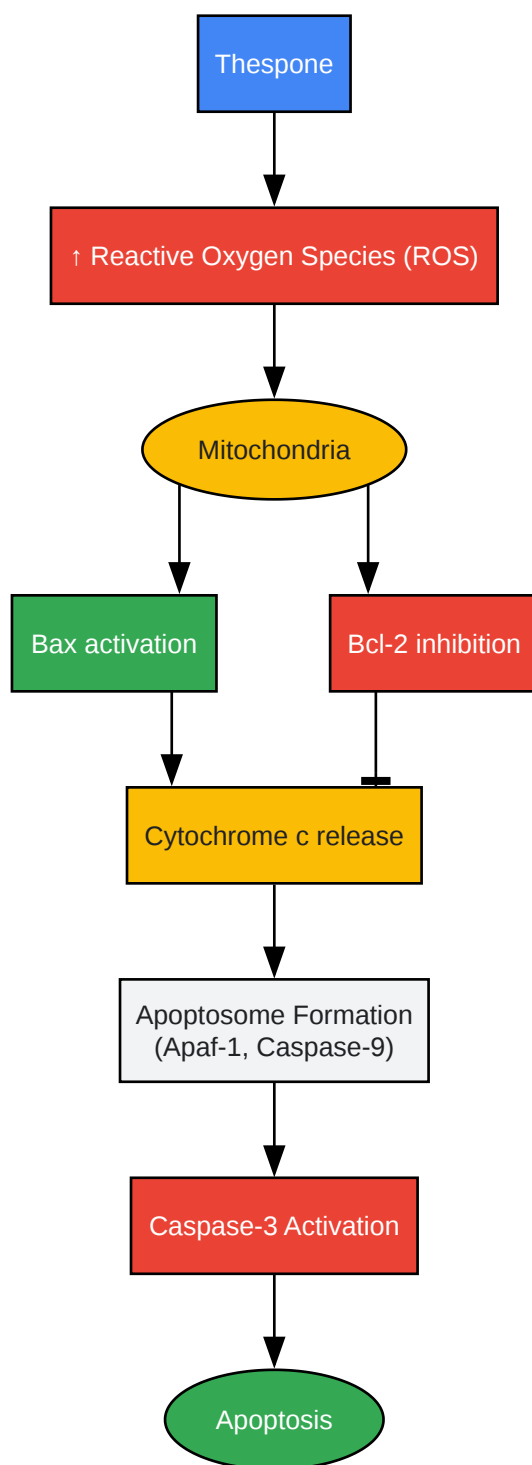 Thespone
↑ Reactive Oxygen Species (ROS)
Mitochondria
Bax activation
Bcl-2 inhibition
Cytochrome c release
Apoptosome Formation
(Apaf-1, Caspase-9)
Caspase-3 Activation
Apoptosis